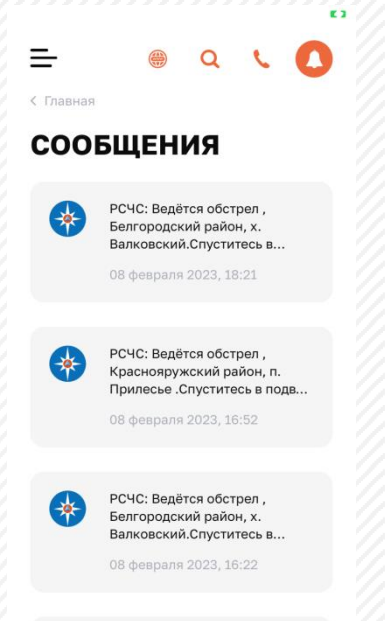 Главная
СООБЩЕНИЯ
РСЧС: Ведётся обстрел ,
Белгородский район, х.
Валковский.Спуститесь в...
08 февраля 2023, 18:21
РСЧС: Ведётся обстрел ,
Краснояружский район, п.
Прилесье .Спуститесь в подв...
08 февраля 2023, 16:52
РСЧС: Ведётся обстрел ,
Белгородский район, х.
Валковский.Спуститесь в...
08 февраля 2023, 16:22